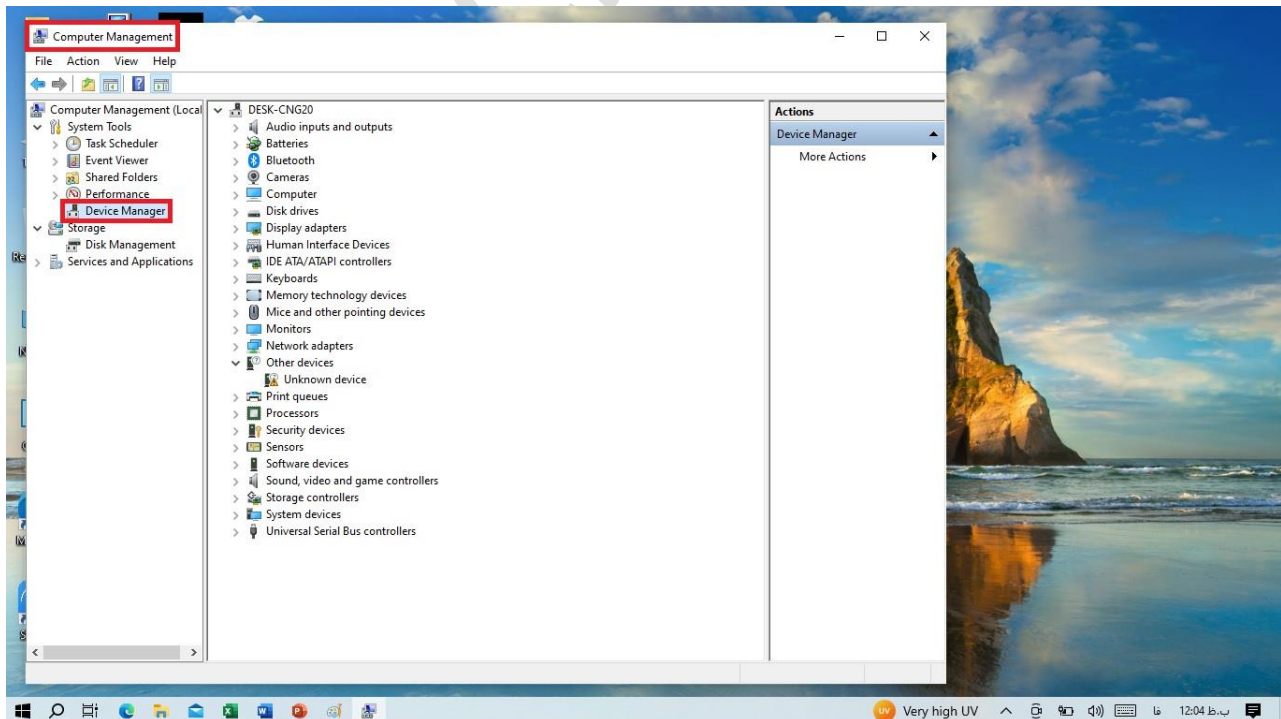 Computer Management
File Action View Help
Computer Management (Local
System Tools
Task Scheduler
Event Viewer
Shared Folders
Performance
Device Manager
Storage
Disk Management
Services and Applications
DESK-CNG20
Audio inputs and outputs
Batteries
Bluetooth
Cameras
Computer
Disk drives
Display adapters
Human Interface Devices
IDE ATA/ATAPI controllers
Keyboards
Memory technology devices
Mice and other pointing devices
Monitors
Network adapters
Other devices
Unknown device
Print queues
Processors
Security devices
Sensors
Software devices
Sound, video and game controllers
Storage controllers
System devices
Universal Serial Bus controllers
Actions
Device Manager
More Actions
UV Very high UV فا 12:04 ب.ظ